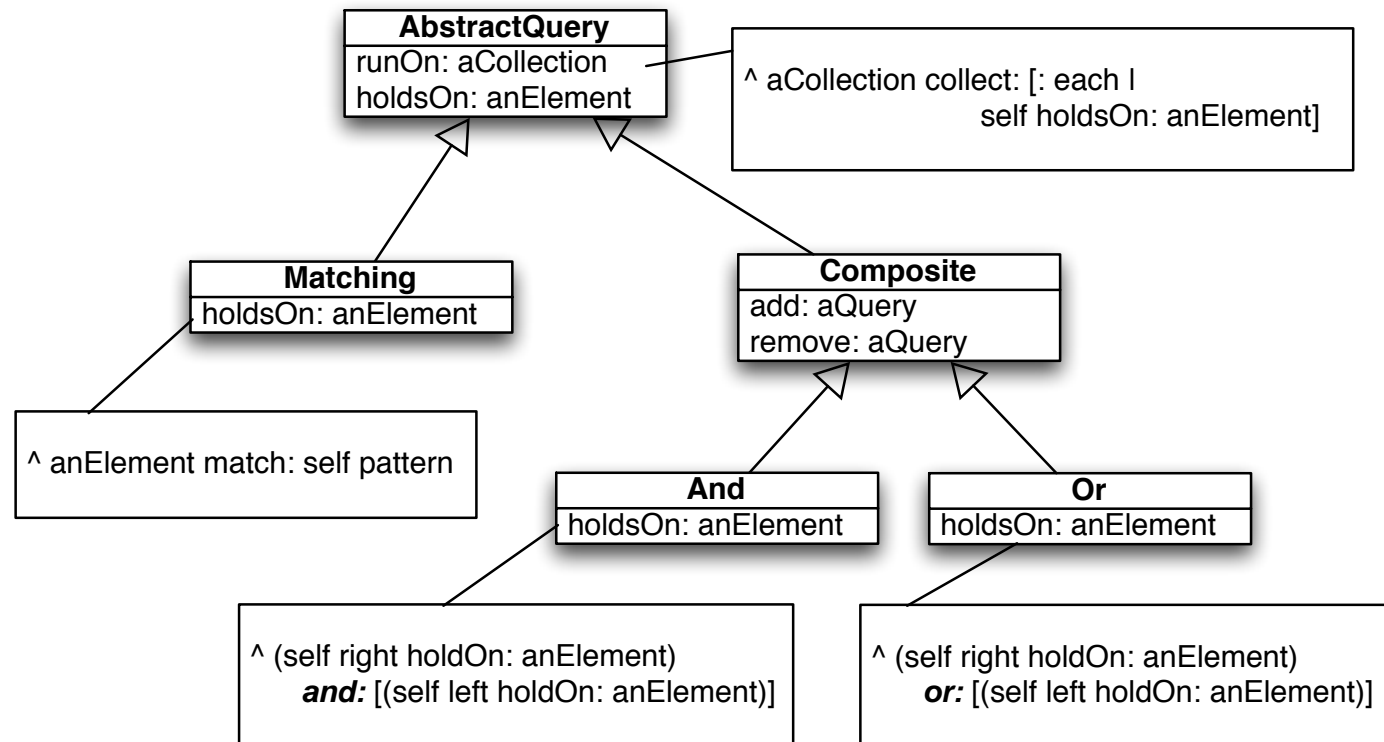 AbstractQuery
runOn: aCollection
holdsOn: anElement
^ aCollection collect: [: each l
self holdsOn: anElement]
Matching
holdsOn: anElement
Composite
add: aQuery
remove: aQuery
^ anElement match: self pattern
And
holdsOn: anElement
Or
holdsOn: anElement
^ (self right holdOn: anElement)
and: [(self left holdOn: anElement)]
^ (self right holdOn: anElement)
or: [(self left holdOn: anElement)]